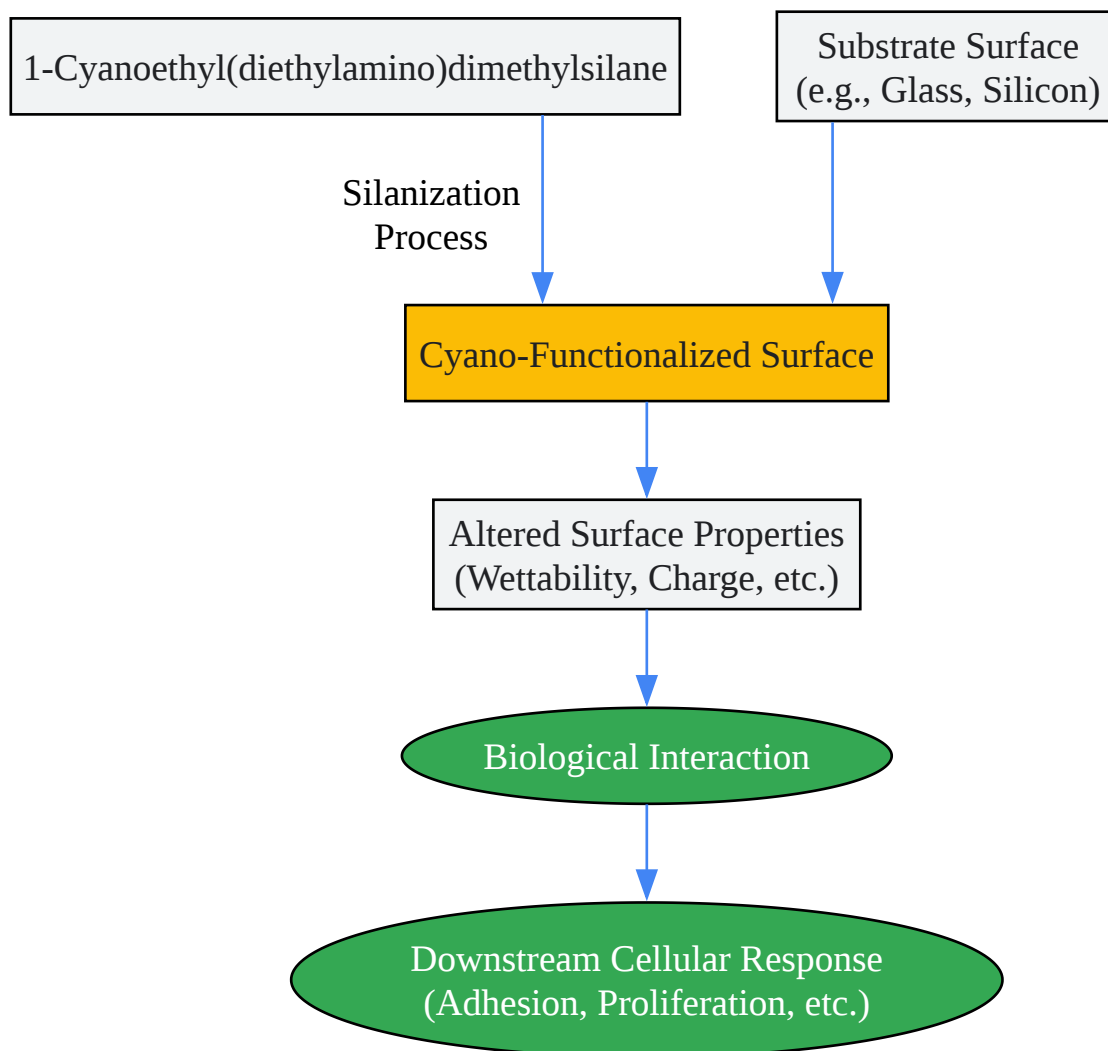 1-Cyanoethyl(diethylamino)dimethylsilane
Substrate Surface
(e.g., Glass, Silicon)
Silanization
Process
Cyano-Functionalized Surface
Altered Surface Properties
(Wettability, Charge, etc.)
Biological Interaction
Downstream Cellular Response
(Adhesion, Proliferation, etc.)